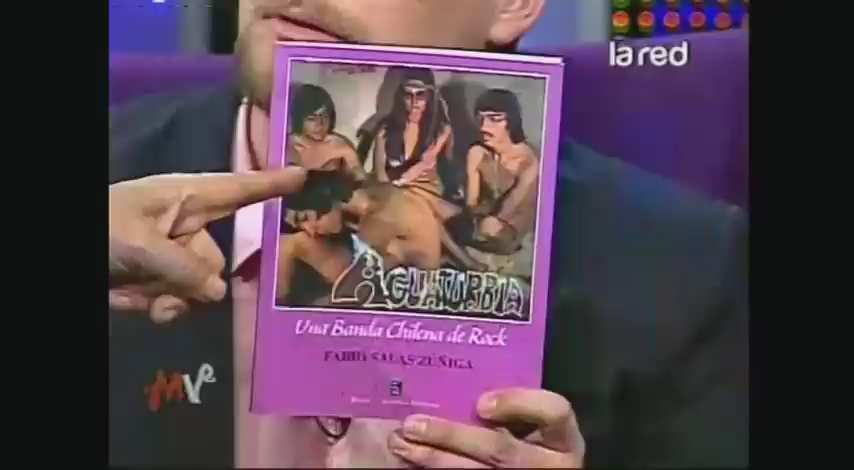 la red
AGUATURBIA
Una Banda Chilena de Rock
FABIO SALAS ZÚÑIGA
MV